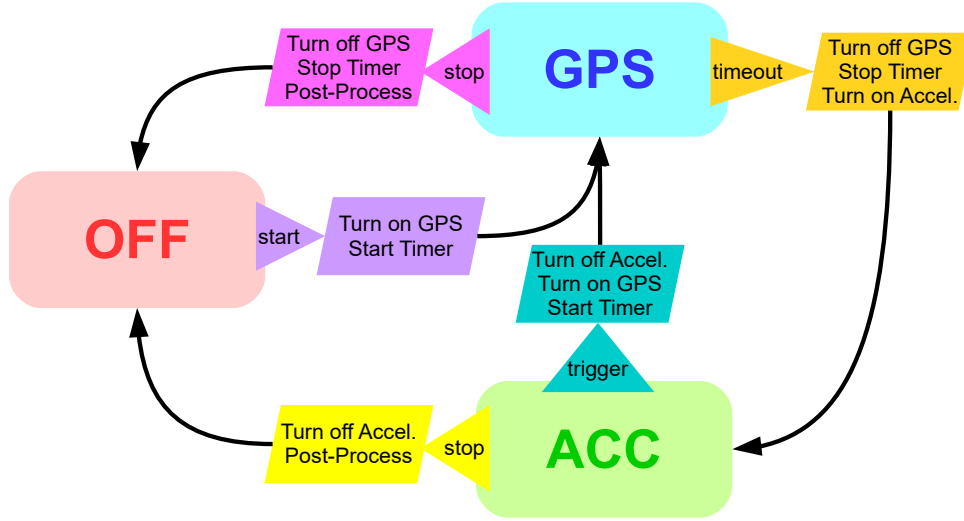 Turn off GPS
Stop Timer
Post-Process
stop
GPS
timeout
Turn off GPS
Stop Timer
Turn on Accel.
OFF
start
Turn on GPS
Start Timer
Turn off Accel.
Turn on GPS
Start Timer
trigger
Turn off Accel.
Post-Process
stop
ACC